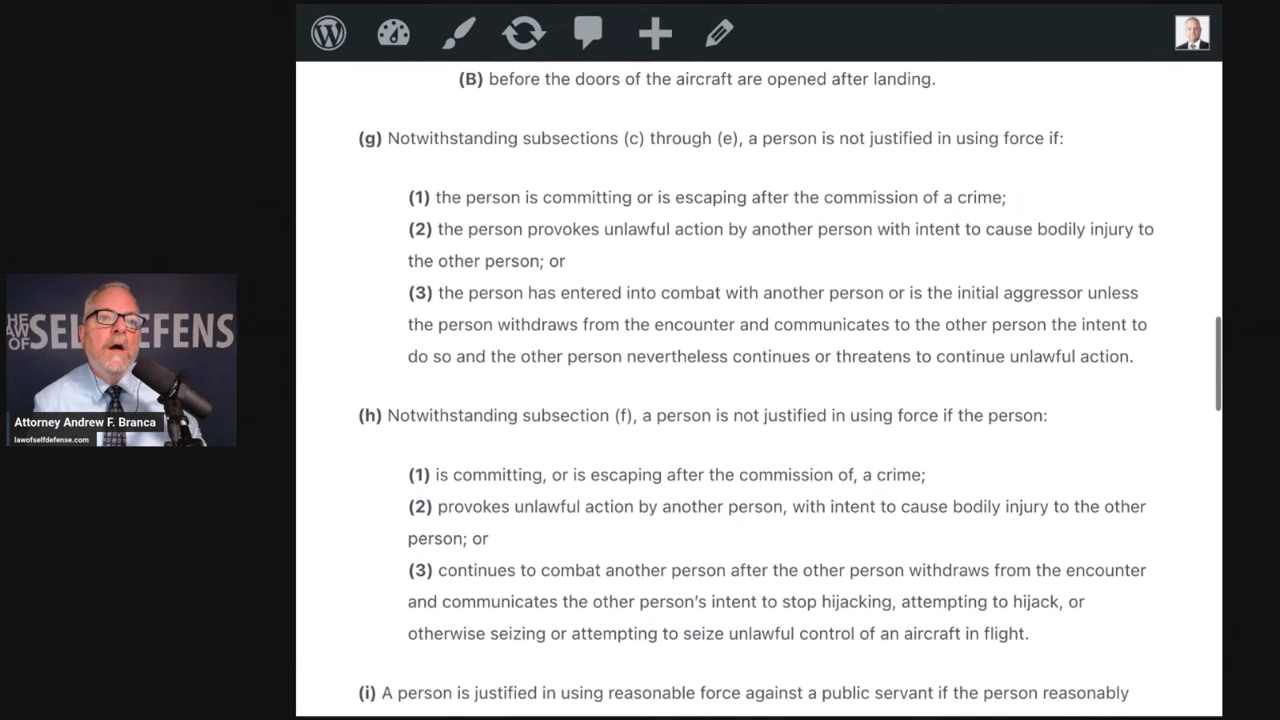 (B) before the doors of the aircraft are opened after landing.
(g) Notwithstanding subsections (c) through (e), a person is not justified in using force if:
(1) the person is committing or is escaping after the commission of a crime;
(2) the person provokes unlawful action by another person with intent to cause bodily injury to
the other person; or
(3) the person has entered into combat with another person or is the initial aggressor unless
the person withdraws from the encounter and communicates to the other person the intent to
do so and the other person nevertheless continues or threatens to continue unlawful action.
(h) Notwithstanding subsection (f), a person is not justified in using force if the person:
(1) is committing, or is escaping after the commission of, a crime;
(2) provokes unlawful action by another person, with intent to cause bodily injury to the other
person; or
(3) continues to combat another person after the other person withdraws from the encounter
and communicates the other person's intent to stop hijacking, attempting to hijack, or
otherwise seizing or attempting to seize unlawful control of an aircraft in flight.
(i) A person is justified in using reasonable force against a public servant if the person reasonably
OF
Attorney Andrew F. Branca
lawofselfdefense.com